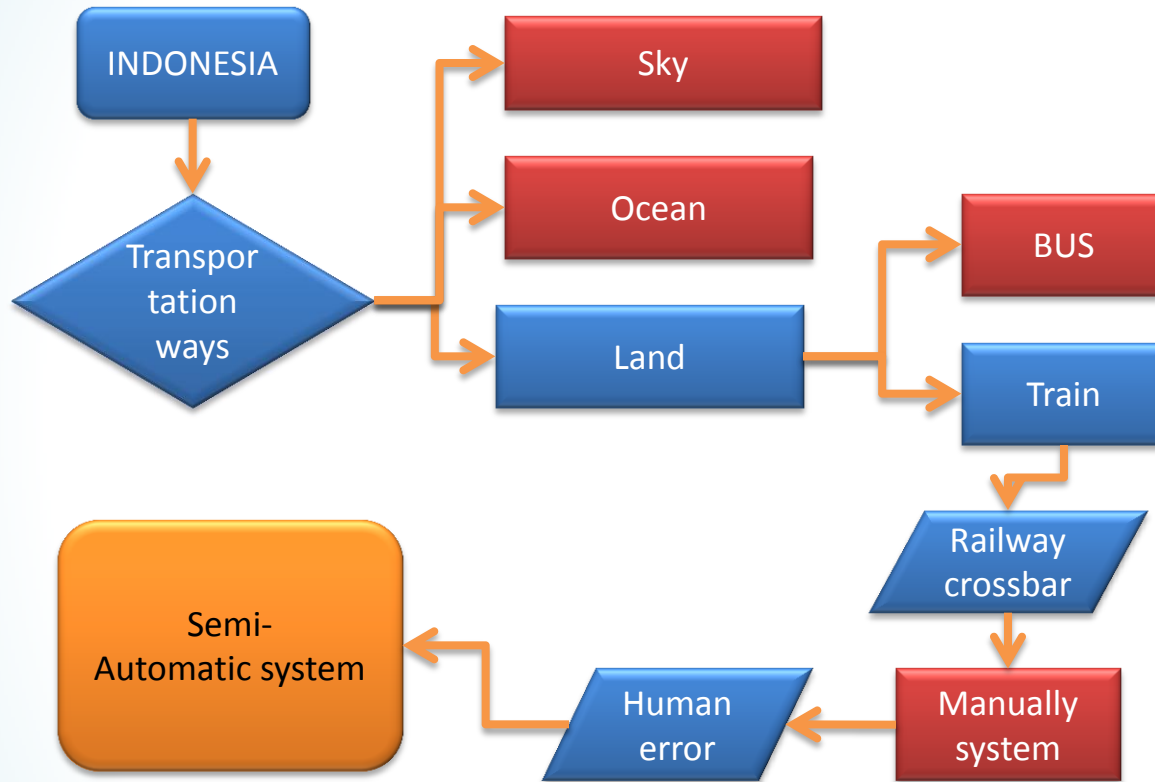 INDONESIA
Transpor
tation
ways
Sky
Ocean
Land
BUS
Train
Railway
crossbar
Manually
system
Human
error
Semi-
Automatic system